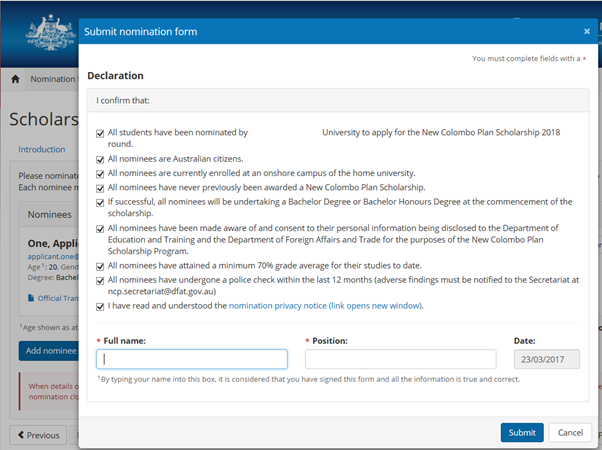 Submit nomination form ×
You must complete fields with a *
Nomination
Declaration
I confirm that:
Scholars
All students have been nominated by University to apply for the New Colombo Plan Scholarship 2018
round.
Introduction
All nominees are Australian citizens.
Please nominate
All nominees are currently enrolled at an onshore campus of the home university.
Each nominee m
All nominees have never previously been awarded a New Colombo Plan Scholarship.
If successful, all nominees will be undertaking a Bachelor Degree or Bachelor Honours Degree at the commencement of the
scholarship.
Nominees
All nominees have been made aware of and consent to their personal information being disclosed to the Department of
Education and Training and the Department of Foreign Affairs and Trade for the purposes of the New Colombo Plan
Scholarship Program.
One, Appli
applicant.one@
Age¹: 20, Gend
Degree: Bachel
All nominees have attained a minimum 70% grade average for their studies to date.
All nominees have undergone a police check within the last 12 months (adverse findings must be notified to the Secretariat at
ncp.secretariat@dfat.gov.au)
Official Tran
I have read and understood the nomination privacy notice (link opens new window).
¹Age shown as at
* Full name: * Position: Date:
Add nominee
23/03/2017
¹By typing your name into this box, it is considered that you have signed this form and all the information is true and correct.
When details o
nomination clo
Previous
Submit Cancel